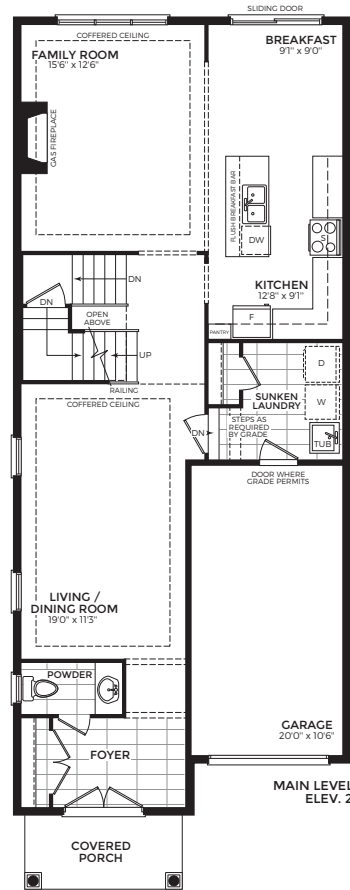 SLIDING DOOR
COFFERED CEILING
FAMILY ROOM
15'6" x 12'6"
BREAKFAST
9'1" x 9'0"
GAS FIREPLACE
FLUSH BREAKFAST BAR
DW
S
KITCHEN
12'8" x 9'1"
F
PANTRY
DN
DN
OPEN
ABOVE
UP
RAILING
COFFERED CEILING
D
SUNKEN
LAUNDRY
W
STEPS AS
REQUIRED
BY GRADE
DN
TUB
DOOR WHERE
GRADE PERMITS
LIVING /
DINING ROOM
19'0" x 11'3"
POWDER
FOYER
GARAGE
20'0" x 10'6"
MAIN LEVEL
ELEV. 2
COVERED
PORCH